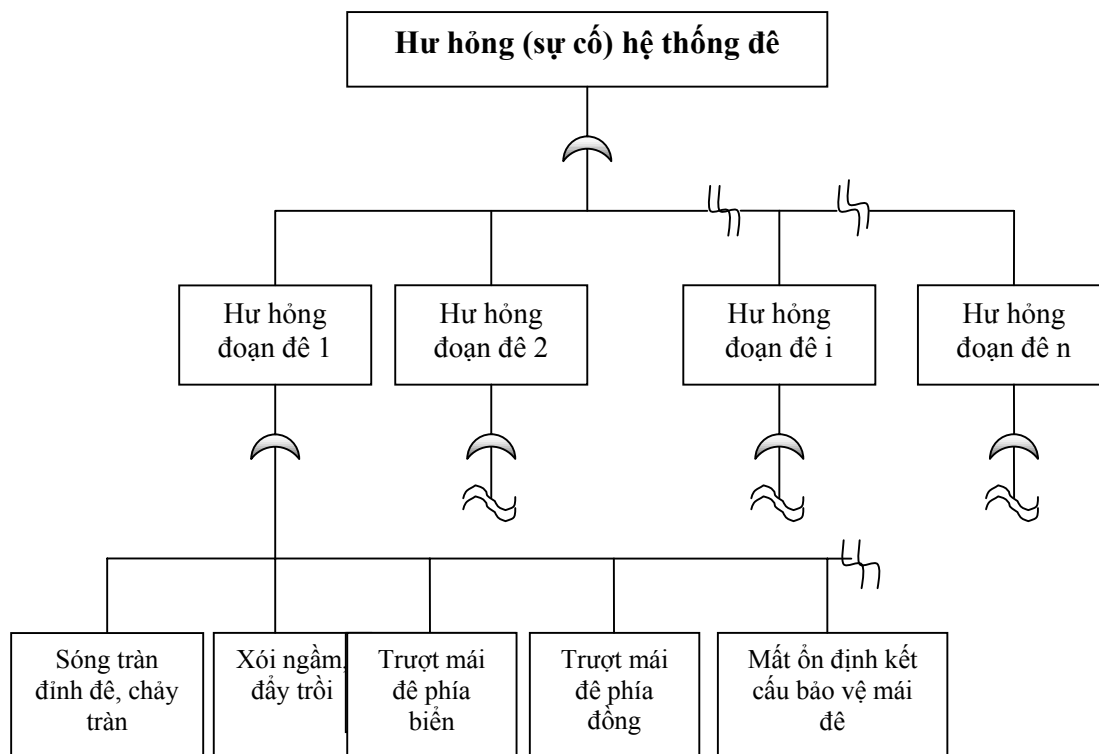 Hư hỏng (sự cố) hệ thống đê
Hư hỏng
đoạn đê 1
Hư hỏng
đoạn đê 2
Hư hỏng
đoạn đê i
Hư hỏng
đoạn đê n
Sóng tràn
đỉnh đê, chảy
tràn
Xói ngầm,
đẩy trồi
Trượt mái
đê phía
biển
Trượt mái
đê phía
đồng
Mất ổn định kết
cấu bảo vệ mái
đê